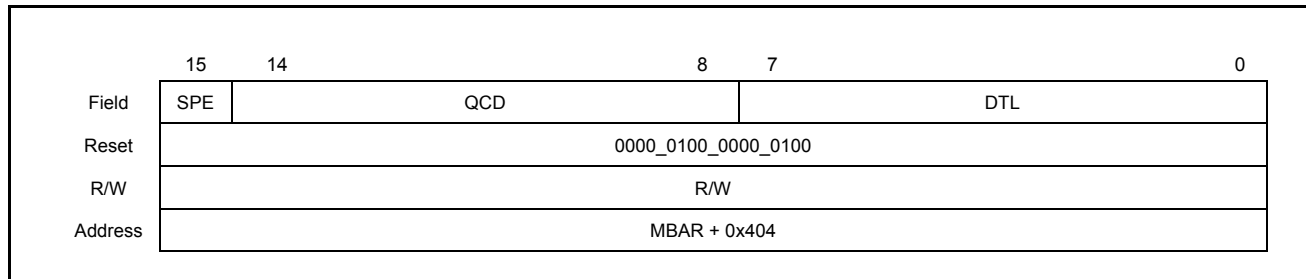 15 14 8 7 0
Field SPE QCD DTL
Reset 0000_0100_0000_0100
R/W R/W
Address MBAR + 0x404